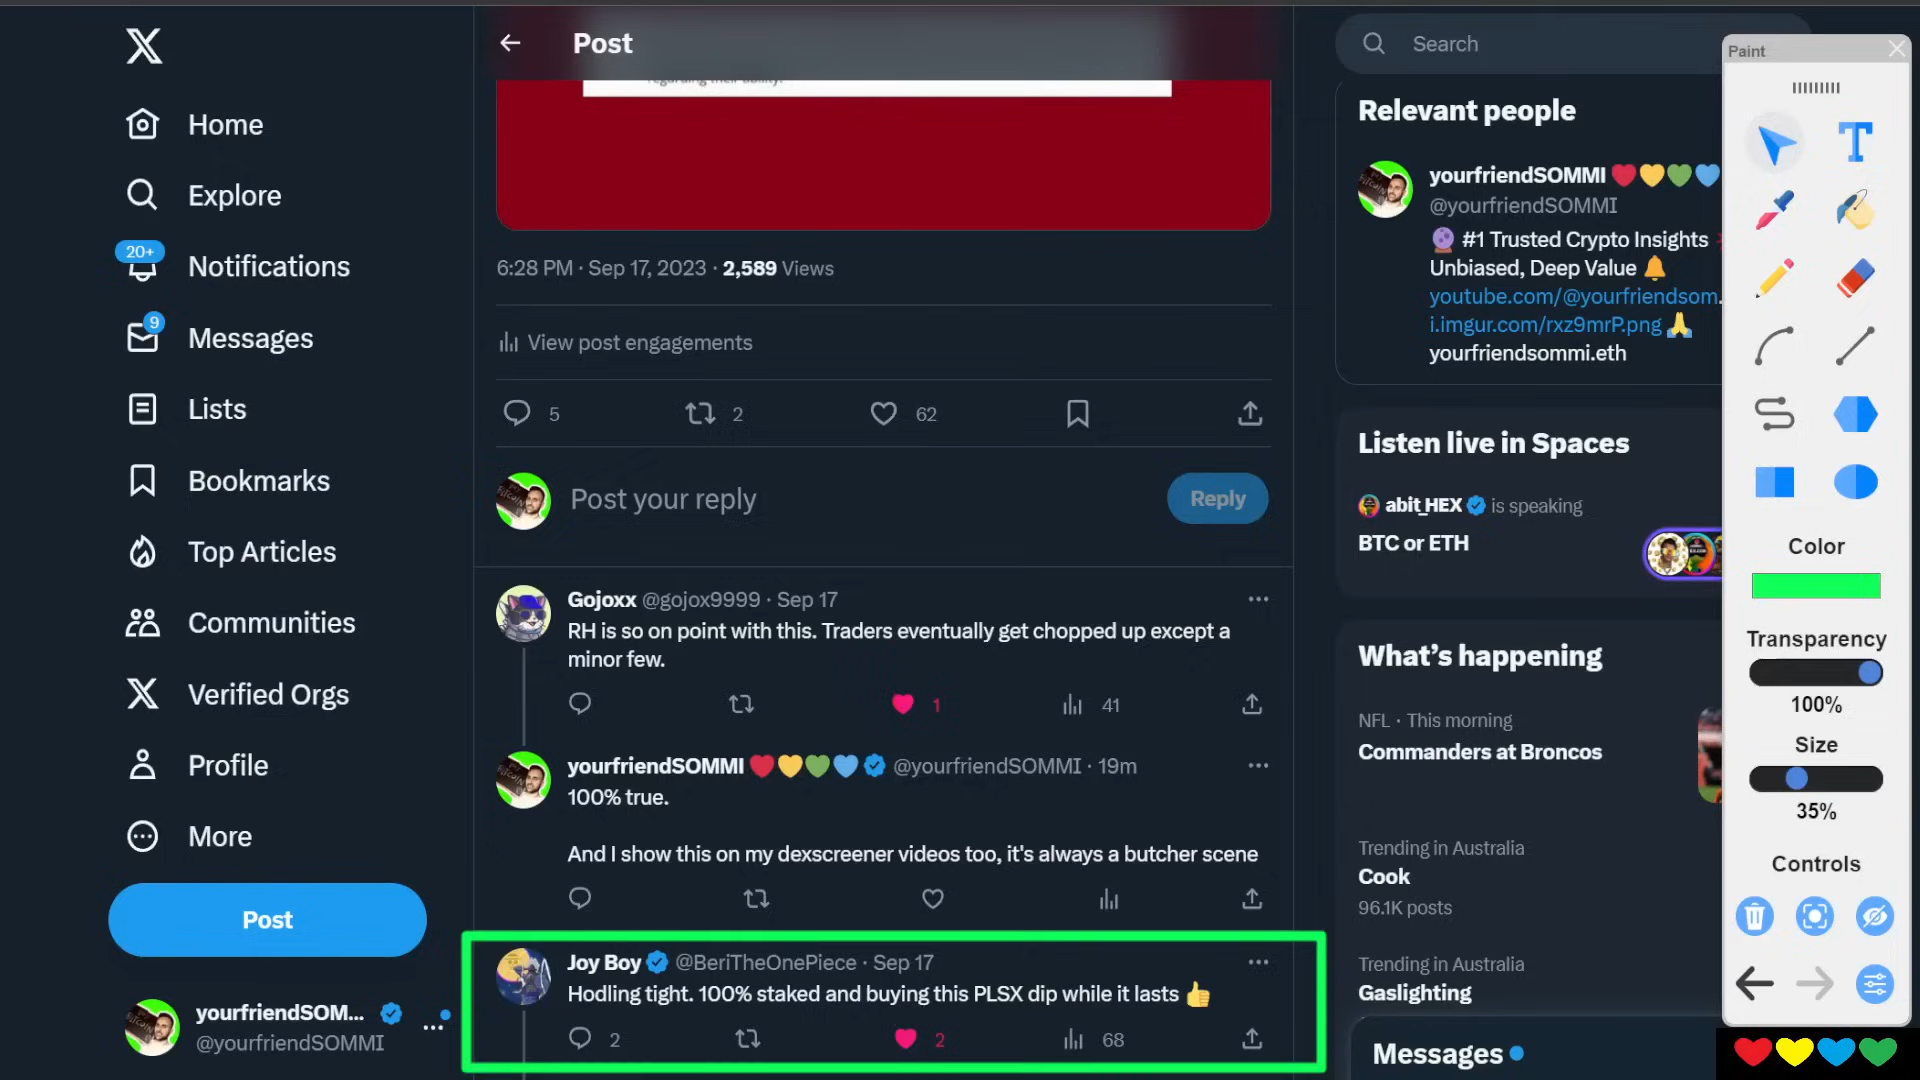 Post
regarding their ability.
6:28 PM · Sep 17, 2023 · 2,589 Views
View post engagements
5
2
62
Post your reply
Reply
Gojoxx @gojox9999 · Sep 17
RH is so on point with this. Traders eventually get chopped up except a
minor few.
1
41
yourfriendSOMMI @yourfriendSOMMI · 19m
100% true.
And I show this on my dexscreener videos too, it's always a butcher scene
Joy Boy @BeriTheOnePiece · Sep 17
Hodling tight. 100% staked and buying this PLSX dip while it lasts
2
2
68
Home
Explore
20+
Notifications
9
Messages
Lists
Bookmarks
Top Articles
Communities
Verified Orgs
Profile
More
Post
yourfriendSOM...
@yourfriendSOMMI
Search
Relevant people
yourfriendSOMMI
@yourfriendSOMMI
#1 Trusted Crypto Insights
Unbiased, Deep Value
youtube.com/@yourfriendsom.
i.imgur.com/rxz9mrP.png
yourfriendsommi.eth
Listen live in Spaces
abit_HEX is speaking
BTC or ETH
What's happening
NFL · This morning
Commanders at Broncos
Trending in Australia
Cook
96.1K posts
Trending in Australia
Gaslighting
Messages
Paint
T
Color
Transparency
100%
Size
35%
Controls